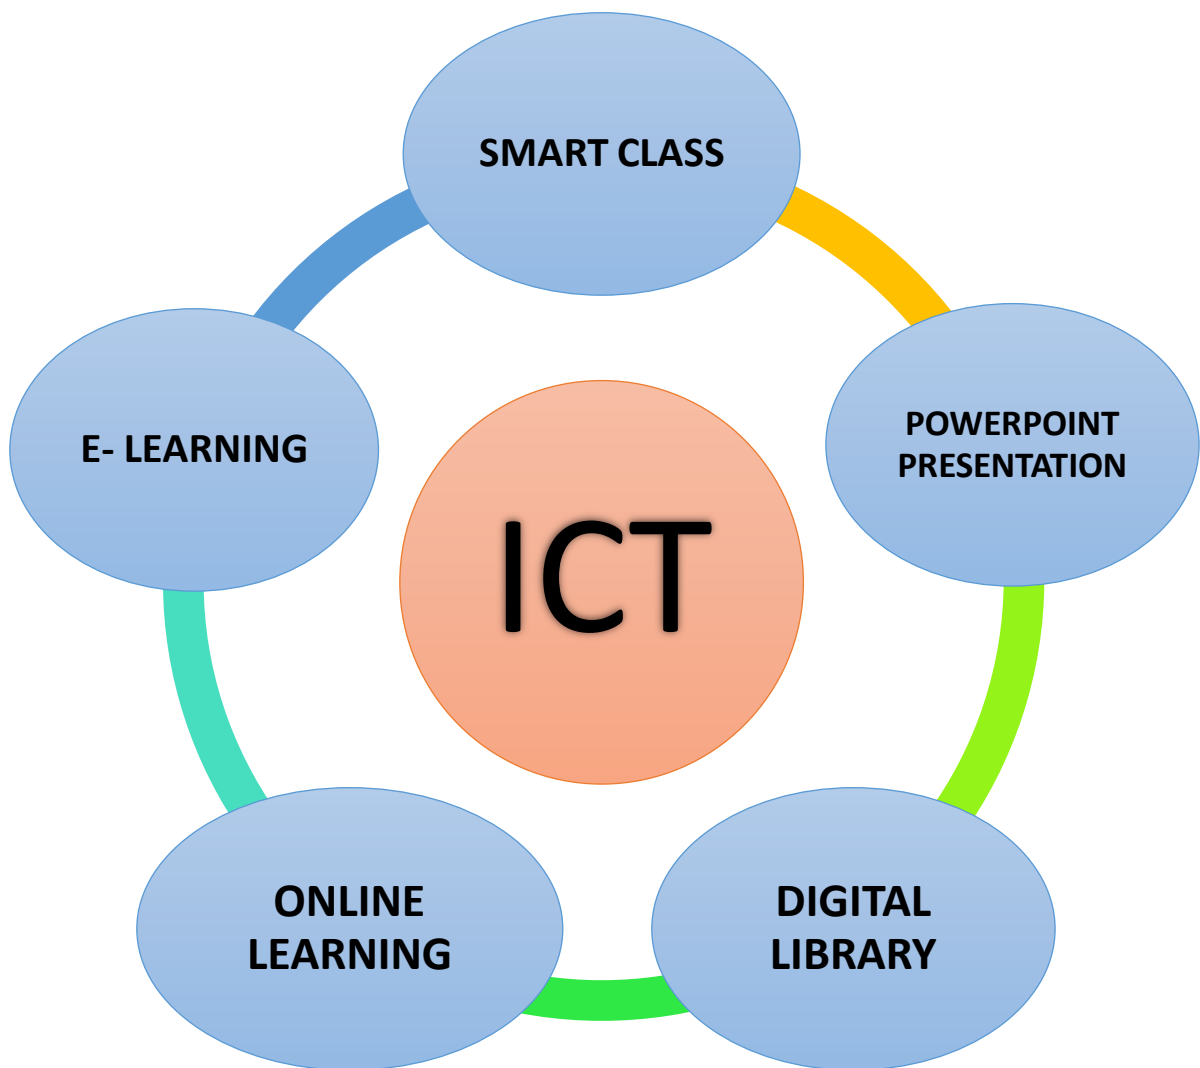 SMART CLASS
POWERPOINT
PRESENTATION
E- LEARNING
ICT
ONLINE
LEARNING
DIGITAL
LIBRARY